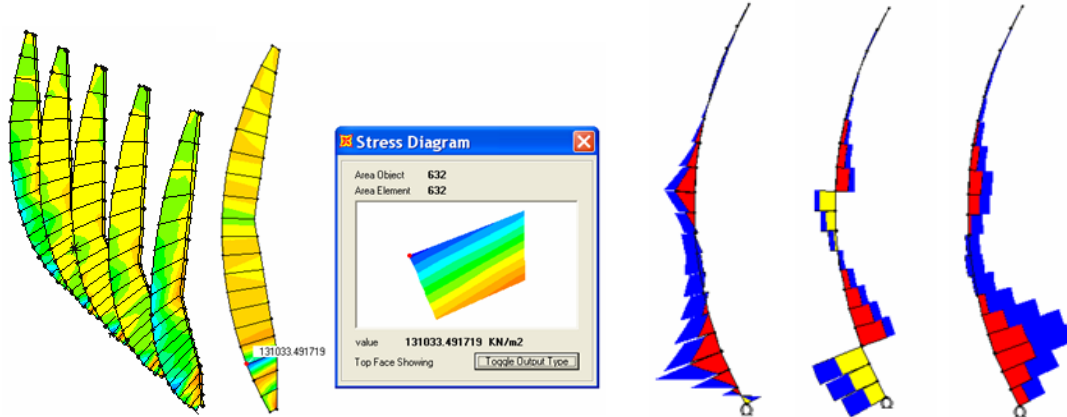 131033.491719
Stress Diagram
Area Object 632
Area Element 632
value 131033.491719 KN/m2
Top Face Showing
Toggle Output Type